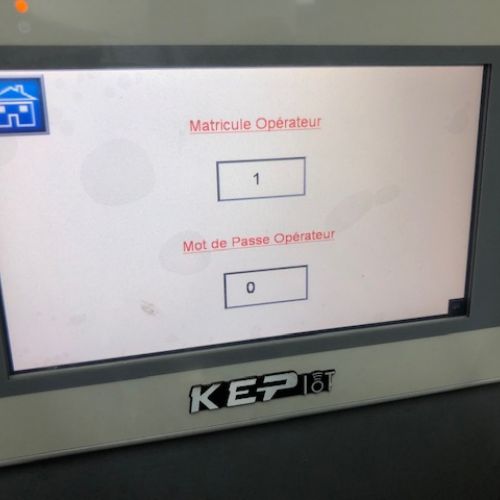 Matricule Opérateur
1
Mot de Passe Opérateur
0
KEP IoT